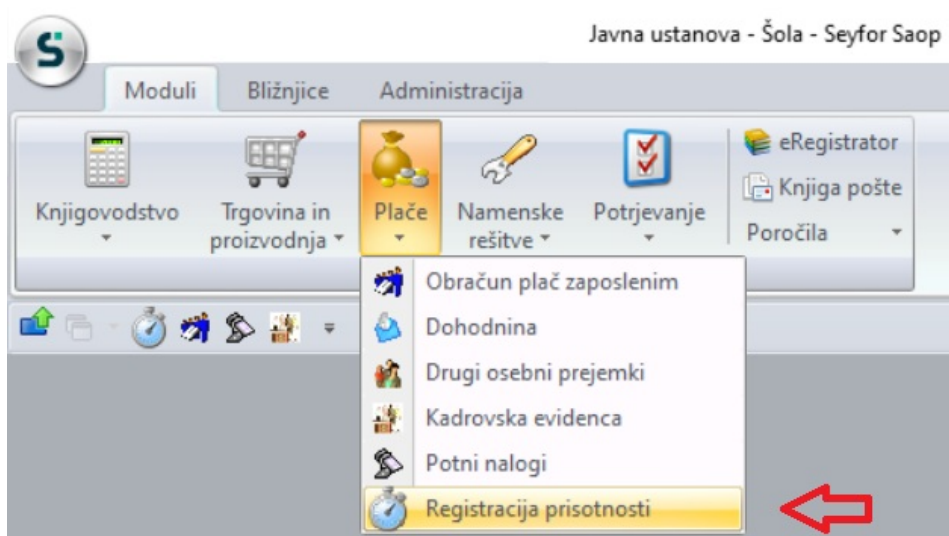 S
Javna ustanova - Šola - Seyfor Saop
Moduli
Bližnjice
Administracija
Knjigovodstvo
Trgovina in
proizvodnja
Plače
Namenske
rešitve
Potrjevanje
eRegistrator
Knjiga pošte
Poročila
Obračun plač zaposlenim
Dohodnina
Drugi osebni prejemki
Kadrovska evidenca
Potni nalogi
Registracija prisotnosti